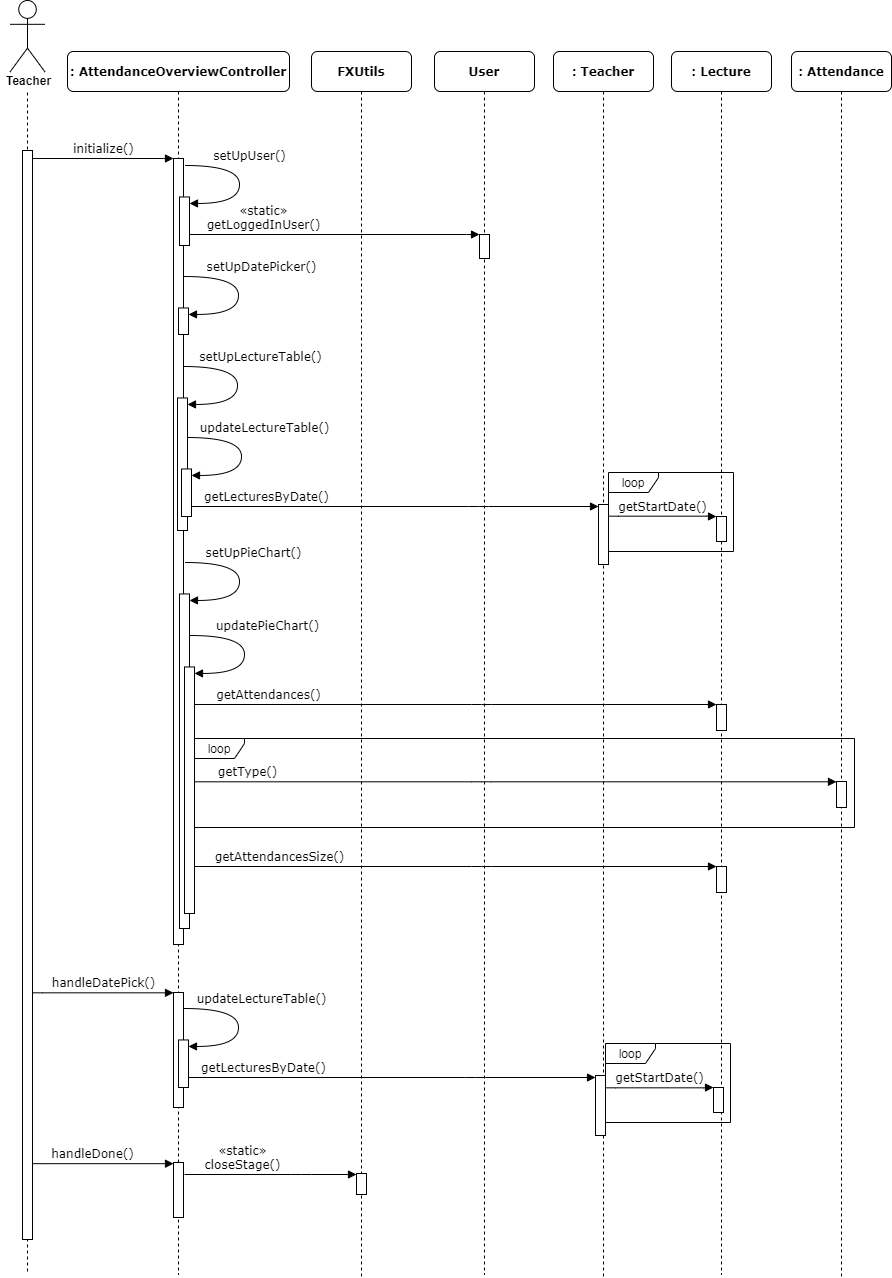 Teacher
: AttendanceOverviewController
FXUtils
User
: Teacher
: Lecture
: Attendance
initialize()
setUpUser()
«static»
getLoggedInUser()
setUpDatePicker()
setUpLectureTable()
updateLectureTable()
getLecturesByDate()
loop
getStartDate()
setUpPieChart()
updatePieChart()
getAttendances()
loop
getType()
getAttendancesSize()
handleDatePick()
updateLectureTable()
getLecturesByDate()
loop
getStartDate()
handleDone()
«static»
closeStage()